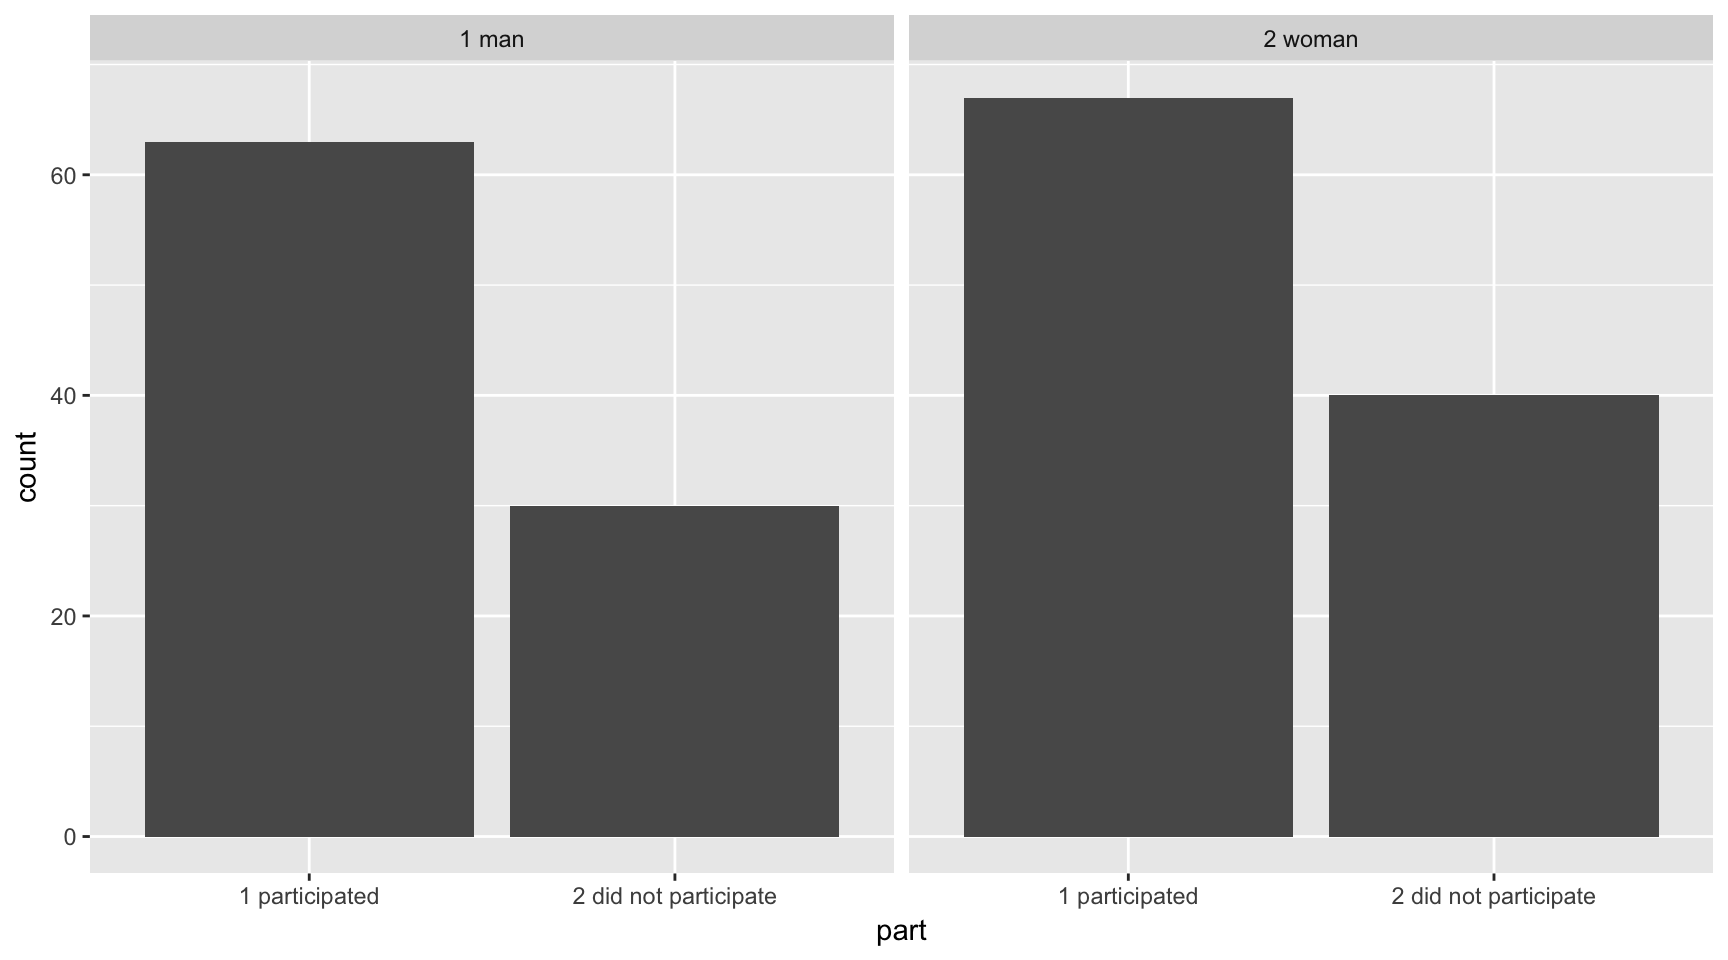 1 man
2 woman
60
40
20
0
count
1 participated
2 did not participate
1 participated
2 did not participate
part